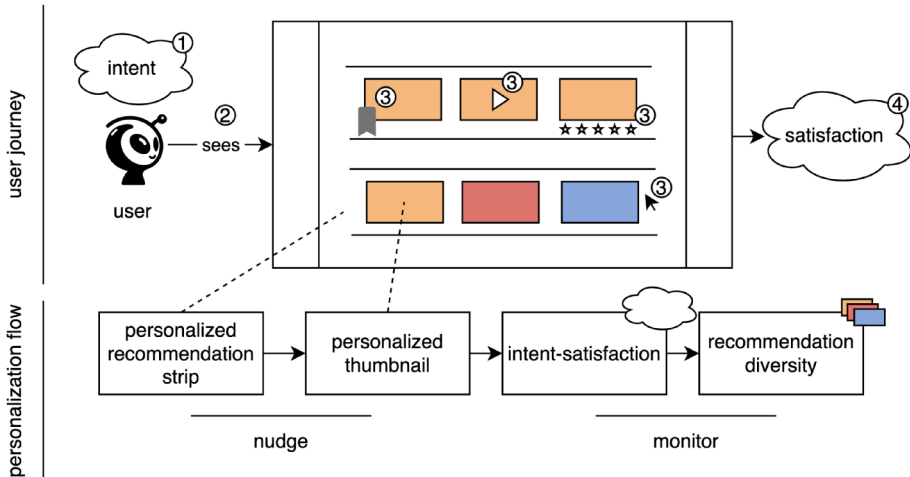 user journey
①
intent
②
sees
user
③
③
③
③
④
satisfaction
personalization flow
personalized
recommendation
strip
personalized
thumbnail
intent-satisfaction
recommendation
diversity
nudge
monitor